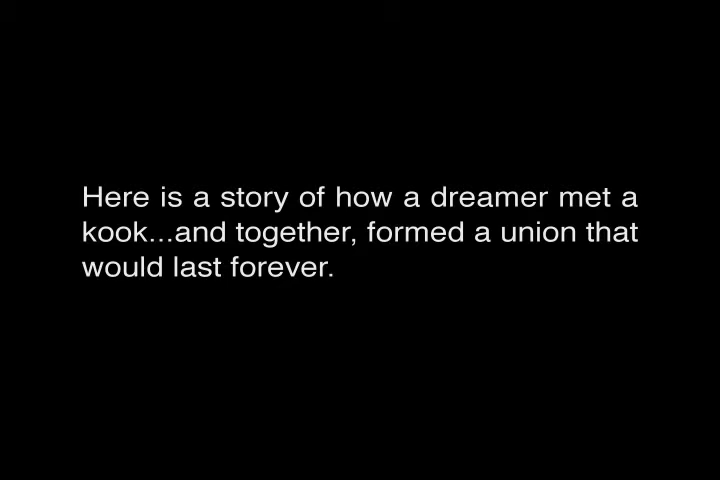 Here is a story of how a dreamer met a
kook...and together, formed a union that
would last forever.